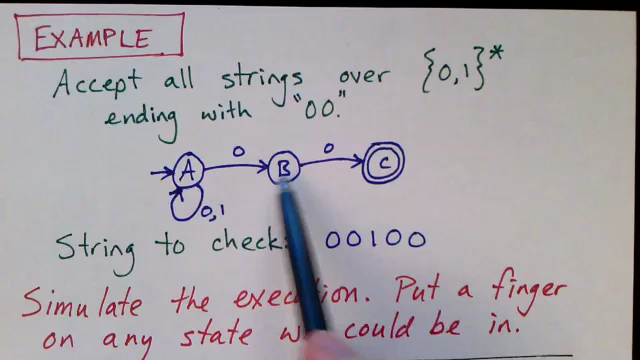 EXAMPLE
Accept all strings over {0,1}*
ending with "00."
0 0
A B C
0,1
String to check: 00100
Simulate the execution. Put a finger
on any state we could be in.